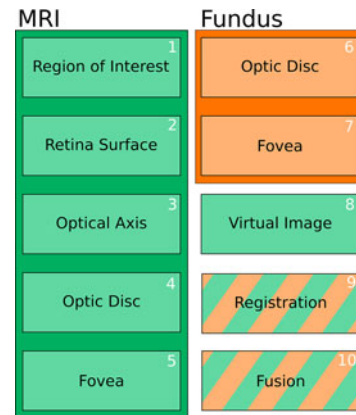 MRI
1
Region of Interest
2
Retina Surface
3
Optical Axis
4
Optic Disc
5
Fovea
Fundus
6
Optic Disc
7
Fovea
8
Virtual Image
9
Registration
10
Fusion